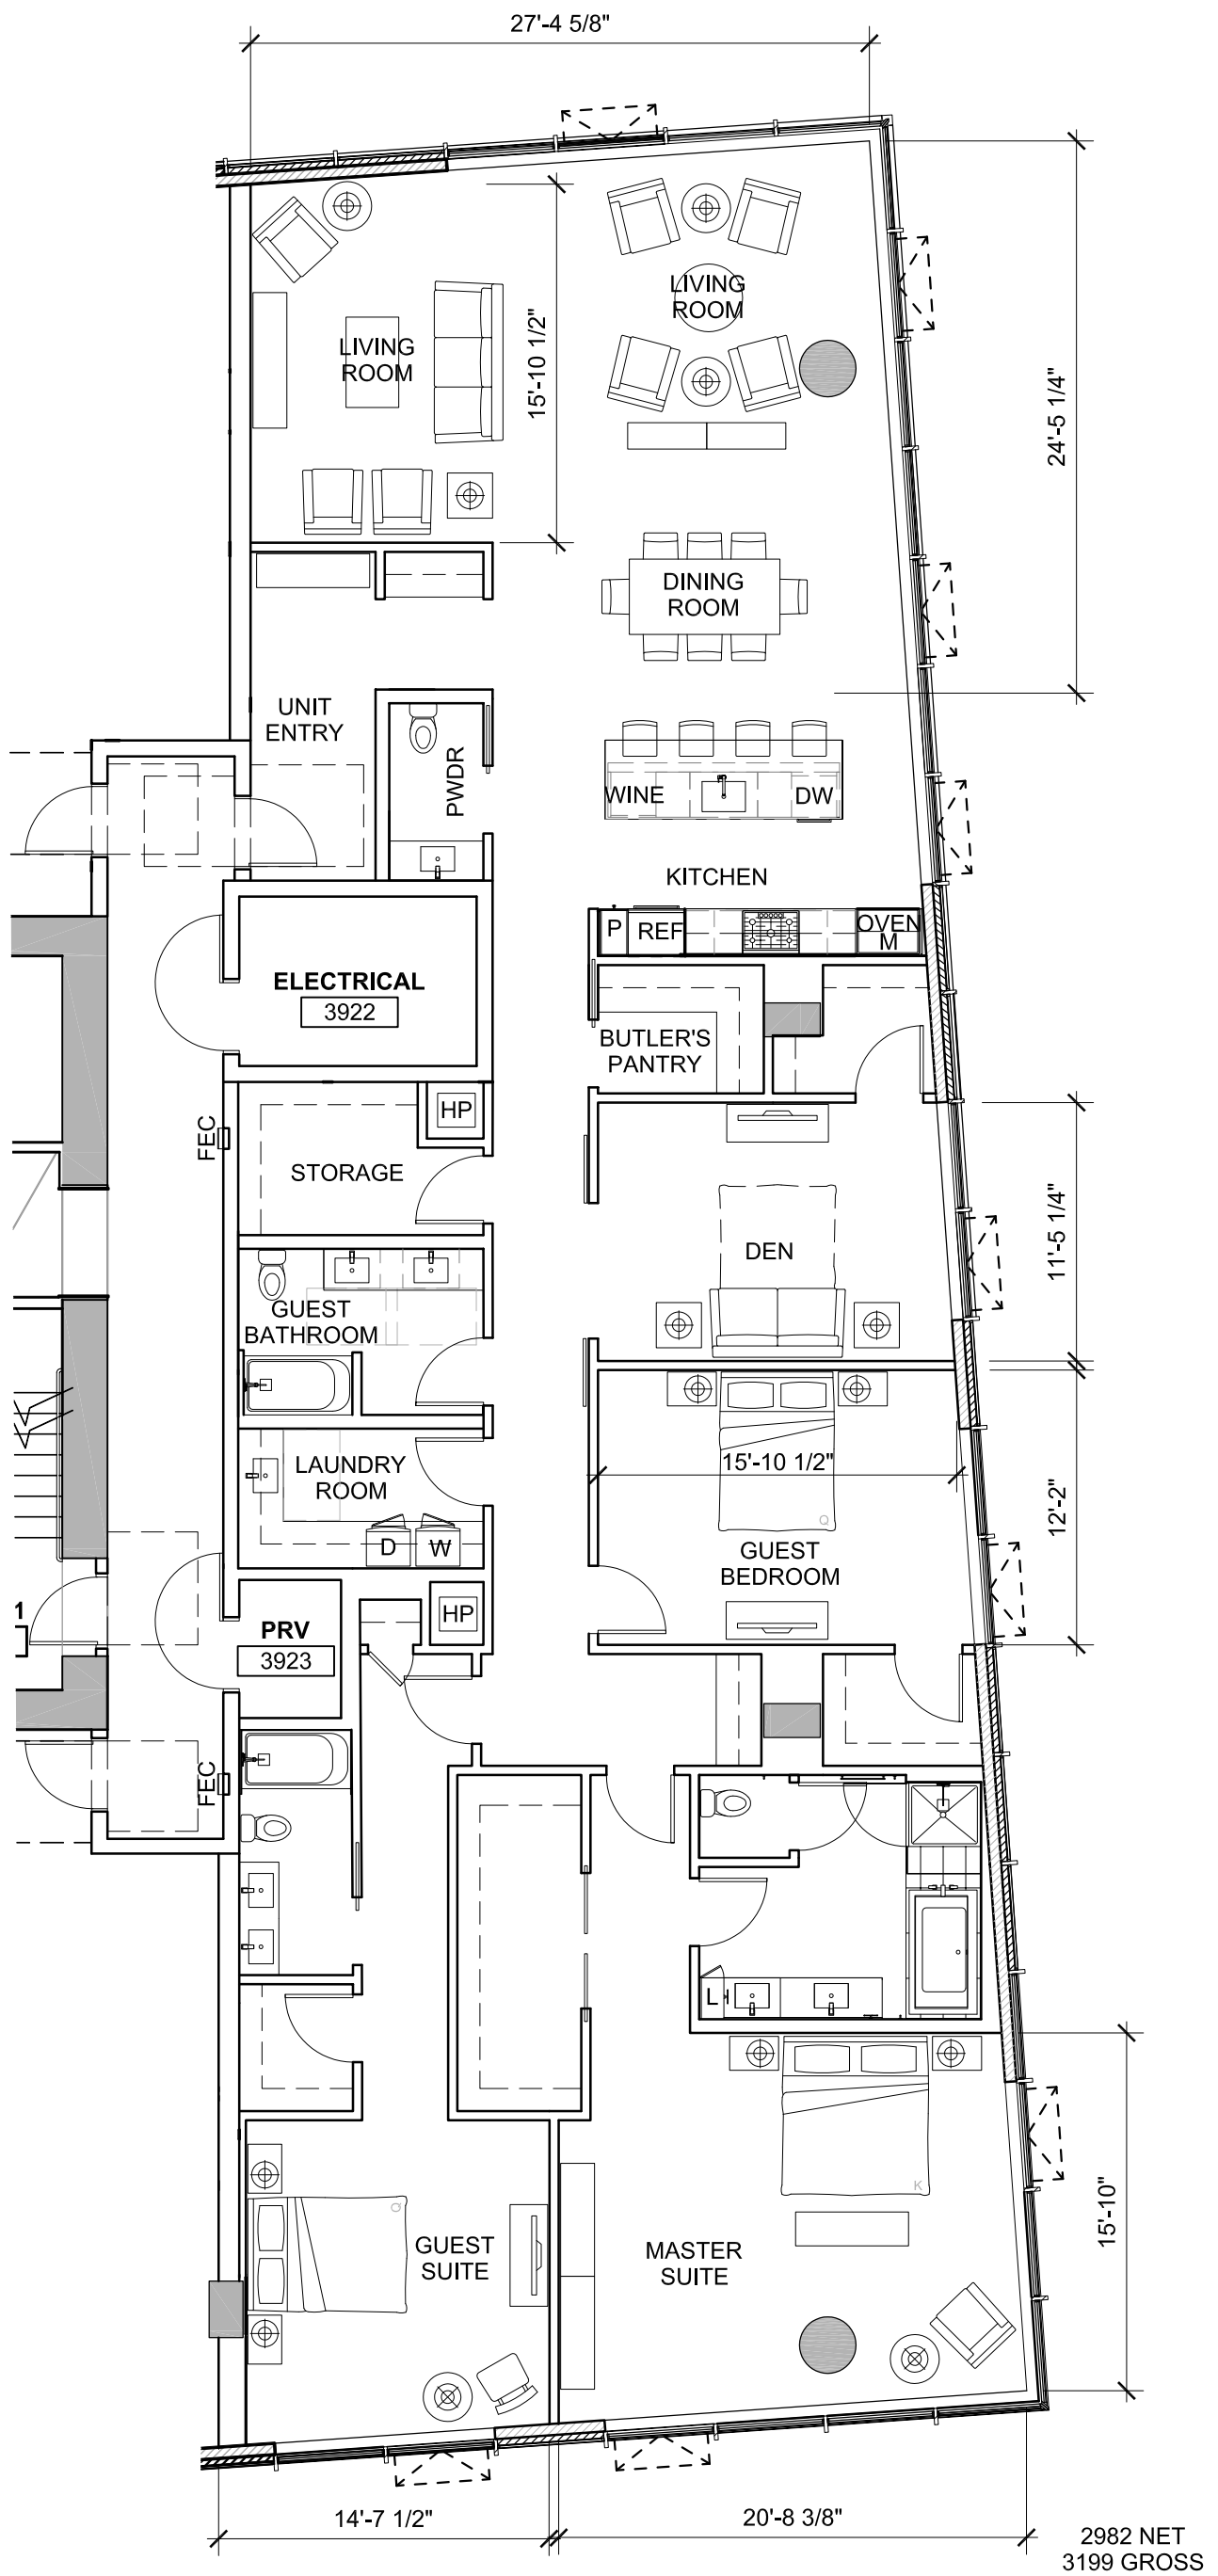 27'-4 5/8"
LIVING
ROOM
LIVING
ROOM
15'-10 1/2"
24'-5 1/4"
DINING
ROOM
UNIT
ENTRY
PWDR
WINE
DW
KITCHEN
P
REF
OVEN
M
ELECTRICAL
3922
BUTLER'S
PANTRY
HP
FEC
STORAGE
DEN
11'-5 1/4"
GUEST
BATHROOM
LAUNDRY
ROOM
D
W
15'-10 1/2"
Q
12'-2"
GUEST
BEDROOM
1
PRV
3923
HP
FEC
L
K
Q
GUEST
SUITE
MASTER
SUITE
15'-10"
14'-7 1/2"
20'-8 3/8"
2982 NET
3199 GROSS